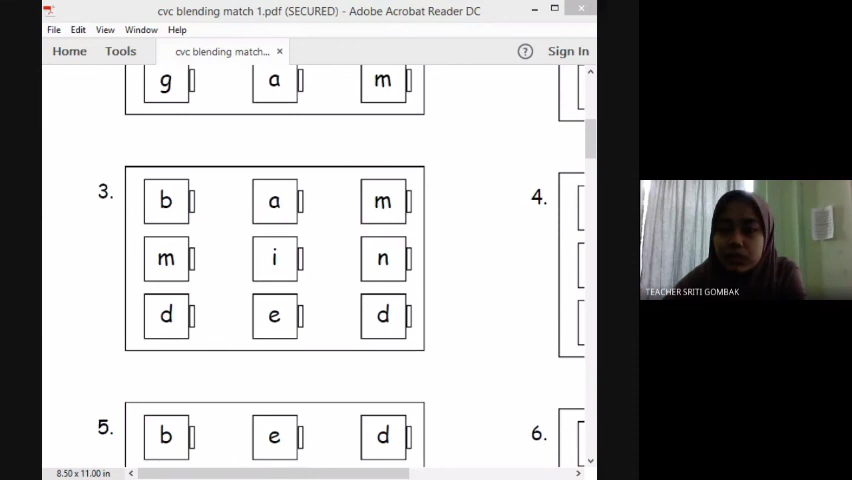 cvc blending match 1.pdf (SECURED) - Adobe Acrobat Reader DC
File Edit View Window Help
Home Tools cvc blending match... × ? Sign In
g a m
3.
b a m
m i n
d e d
4.
5.
b e d
6.
8.50 x 11.00 in
TEACHER SRITI GOMBAK